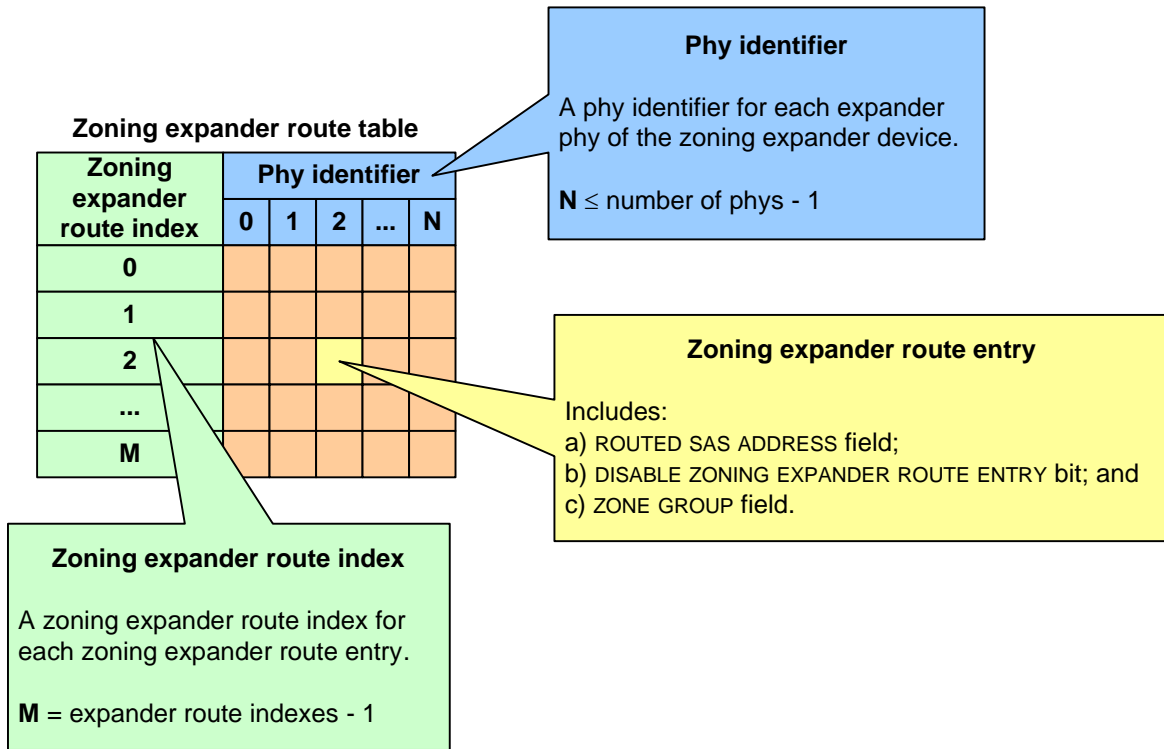 Phy identifier
A phy identifier for each expander
phy of the zoning expander device.
N ≤ number of phys - 1
Zoning expander route table
Zoning
expander
route index
Phy identifier
0 1 2 ... N
0
1
2
...
M
Zoning expander route entry
Includes:
a) ROUTED SAS ADDRESS field;
b) DISABLE ZONING EXPANDER ROUTE ENTRY bit; and
c) ZONE GROUP field.
Zoning expander route index
A zoning expander route index for
each zoning expander route entry.
M = expander route indexes - 1